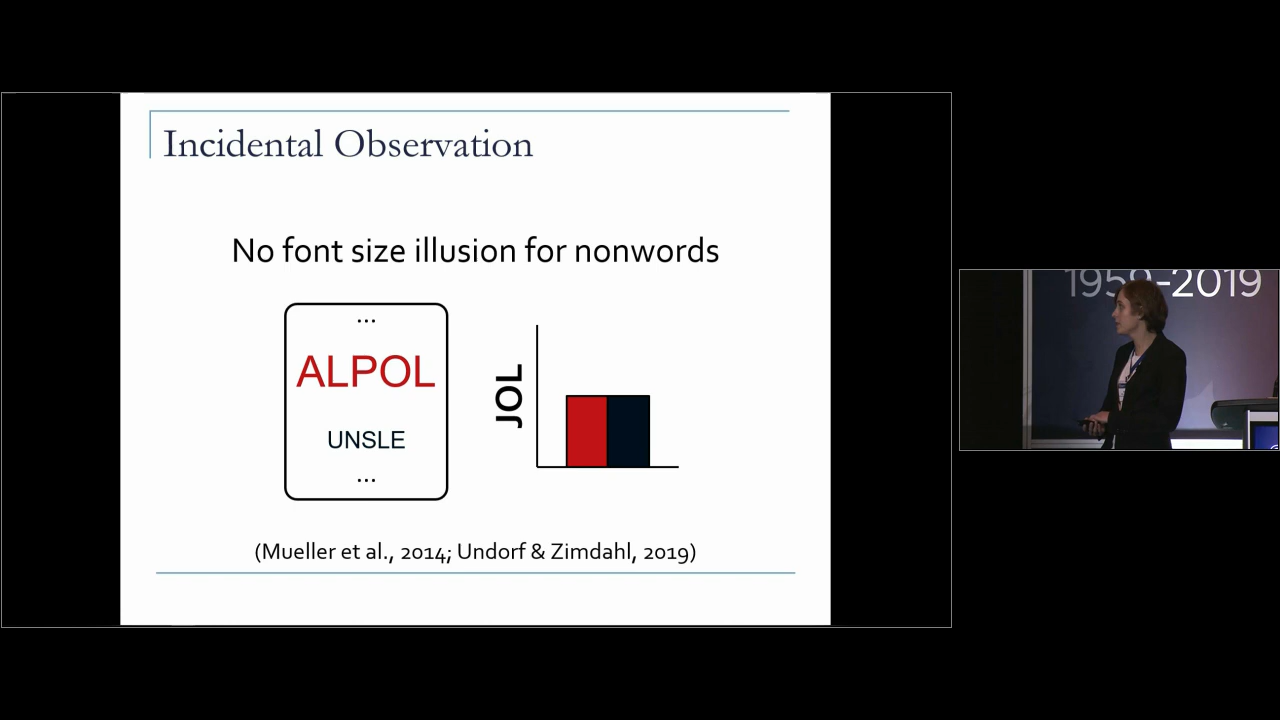 Incidental Observation
No font size illusion for nonwords
...
ALPOL
UNSLE
...
JOL
(Mueller et al., 2014; Undorf & Zimdahl, 2019)
1959-2019